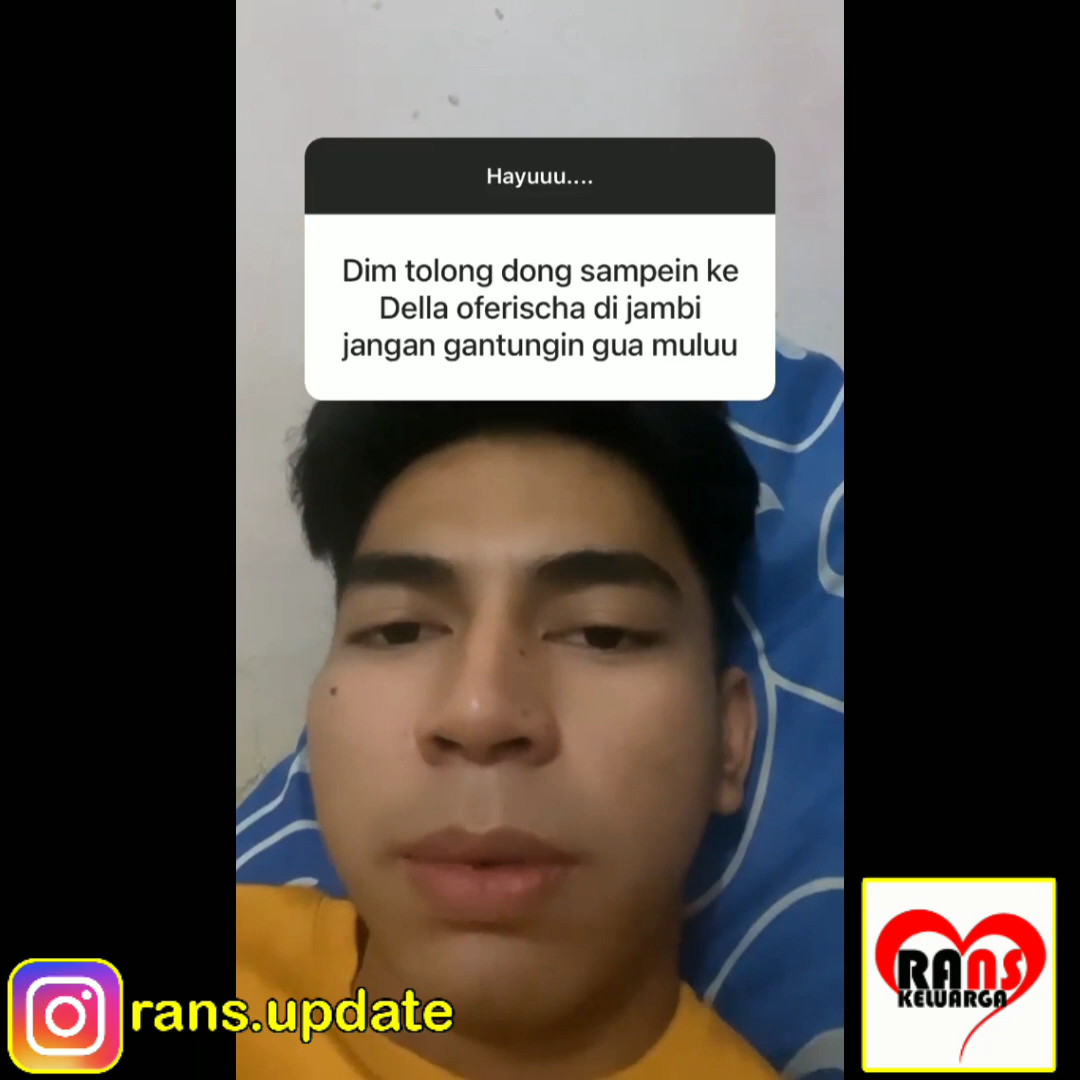 Hayuuu....
Dim tolong dong sampein ke
Della oferischa di jambi
jangan gantungin gua muluu
rans.update
RANS
KELUARGA